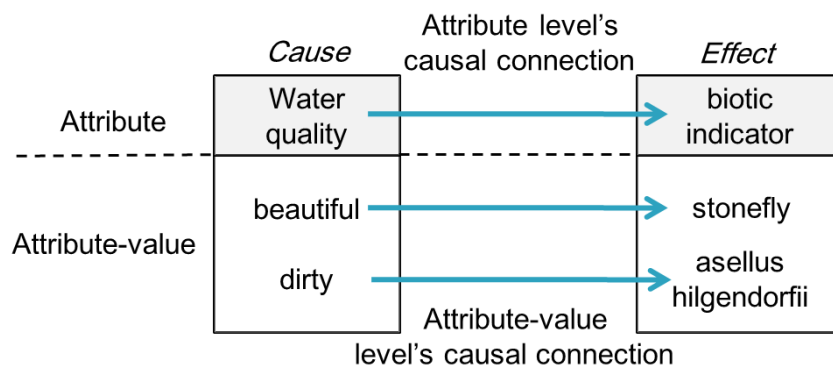 Attribute level's
causal connection
Cause
Effect
Attribute
Water
quality
biotic
indicator
Attribute-value
beautiful
stonefly
dirty
asellus
hilgendorfii
Attribute-value
level's causal connection